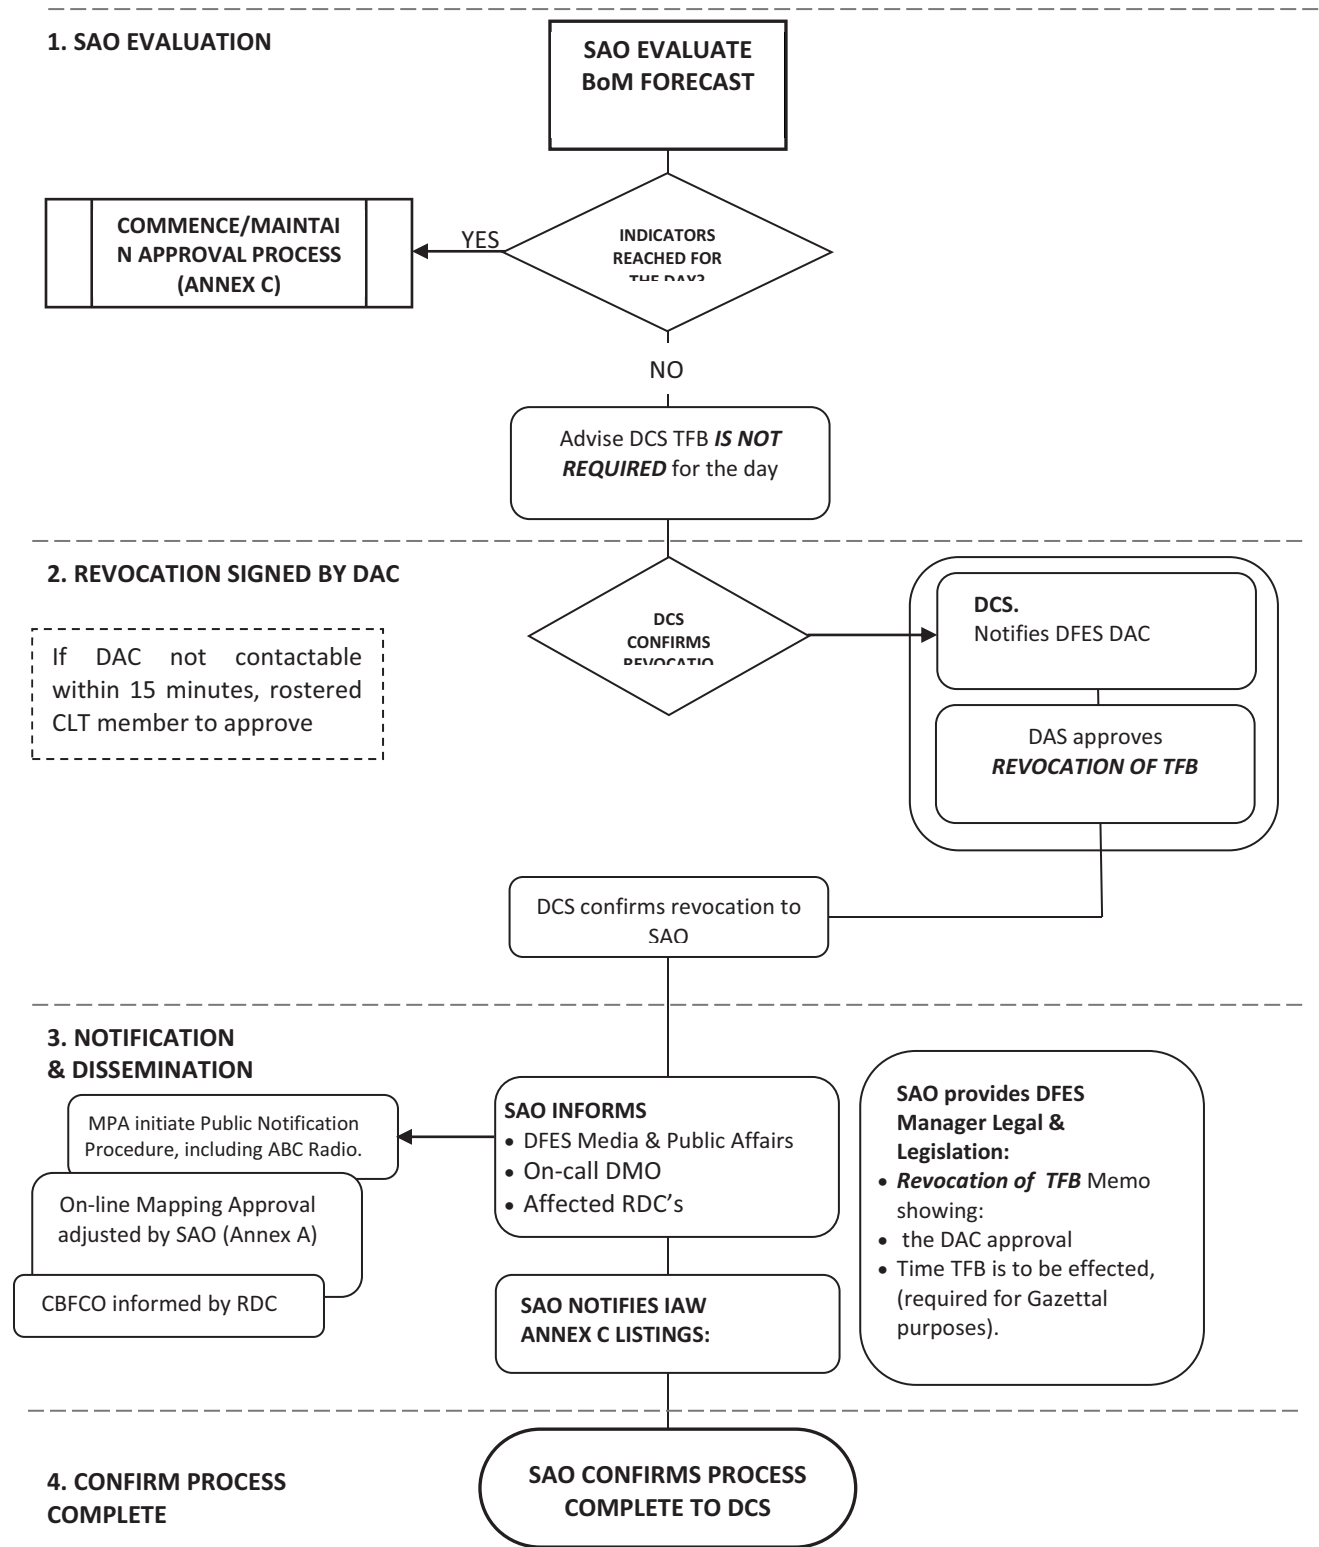 1. SAO EVALUATION
SAO EVALUATE
BoM FORECAST
INDICATORS
REACHED FOR
THE DAY?
YES
COMMENCE/MAINTAI
N APPROVAL PROCESS
(ANNEX C)
NO
Advise DCS TFB IS NOT
REQUIRED for the day
2. REVOCATION SIGNED BY DAC
If DAC not contactable
within 15 minutes, rostered
CLT member to approve
DCS
CONFIRMS
REVOCATIO
DCS.
Notifies DFES DAC
DAS approves
REVOCATION OF TFB
DCS confirms revocation to
SAO
3. NOTIFICATION
& DISSEMINATION
MPA initiate Public Notification
Procedure, including ABC Radio.
On-line Mapping Approval
adjusted by SAO (Annex A)
CBFCO informed by RDC
SAO INFORMS
• DFES Media & Public Affairs
• On-call DMO
• Affected RDC’s
SAO NOTIFIES IAW
ANNEX C LISTINGS:
SAO provides DFES
Manager Legal &
Legislation:
• Revocation of TFB Memo
showing:
• the DAC approval
• Time TFB is to be effected,
(required for Gazettal
purposes).
4. CONFIRM PROCESS
COMPLETE
SAO CONFIRMS PROCESS
COMPLETE TO DCS